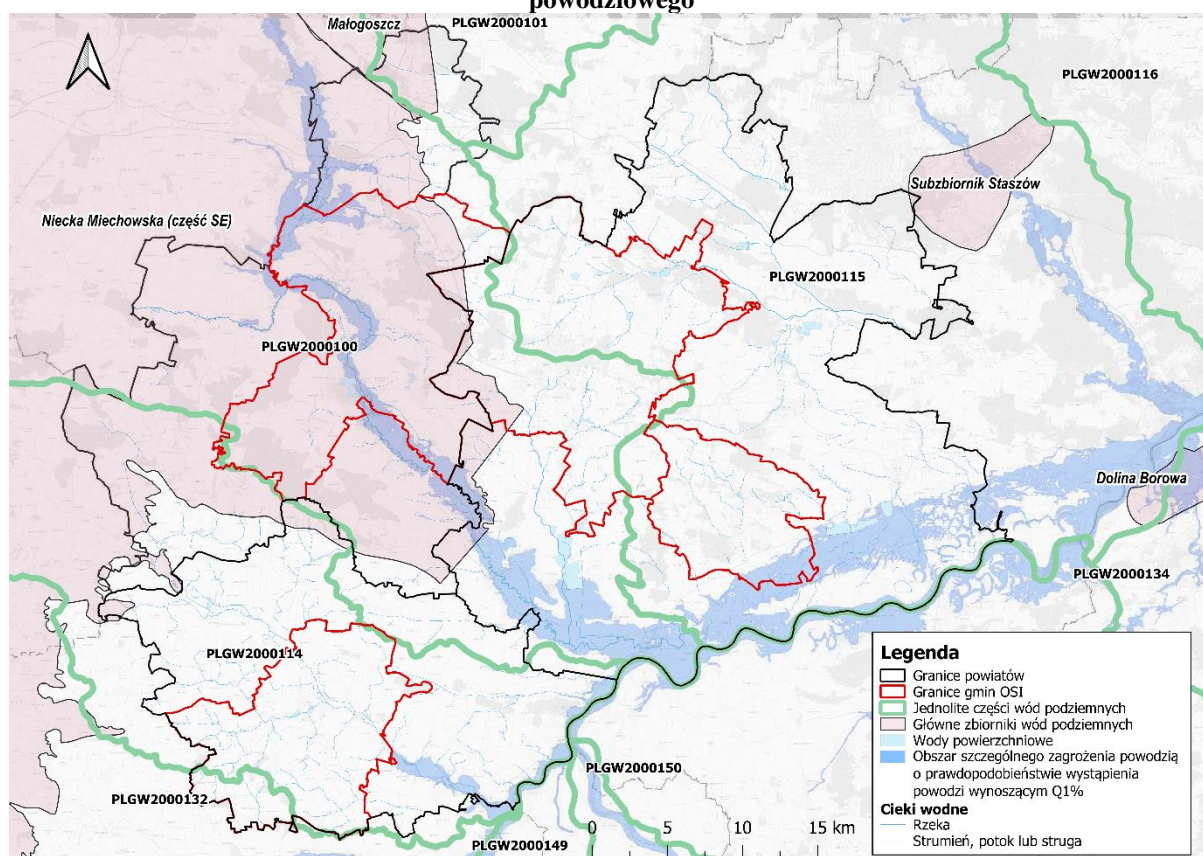 powodziowego
Małogoszcz
PLGW2000101
PLGW2000116
Subzbiornik Staszów
Niecka Miechowska (część SE)
PLGW2000115
PLGW2000100
Dolina Borowa
PLGW2000134
PLGW2000114
PLGW2000150
PLGW2000132
PLGW2000149
0 5 10 15 km
Legenda
Granice powiatów
Granice gmin OSI
Jednolite części wód podziemnych
Główne zbiorniki wód podziemnych
Wody powierzchniowe
Obszar szczególnego zagrożenia powodzią
o prawdopodobieństwie wystąpienia
powodzi wynoszącym Q1%
Cieki wodne
Rzeka
Strumień, potok lub struga